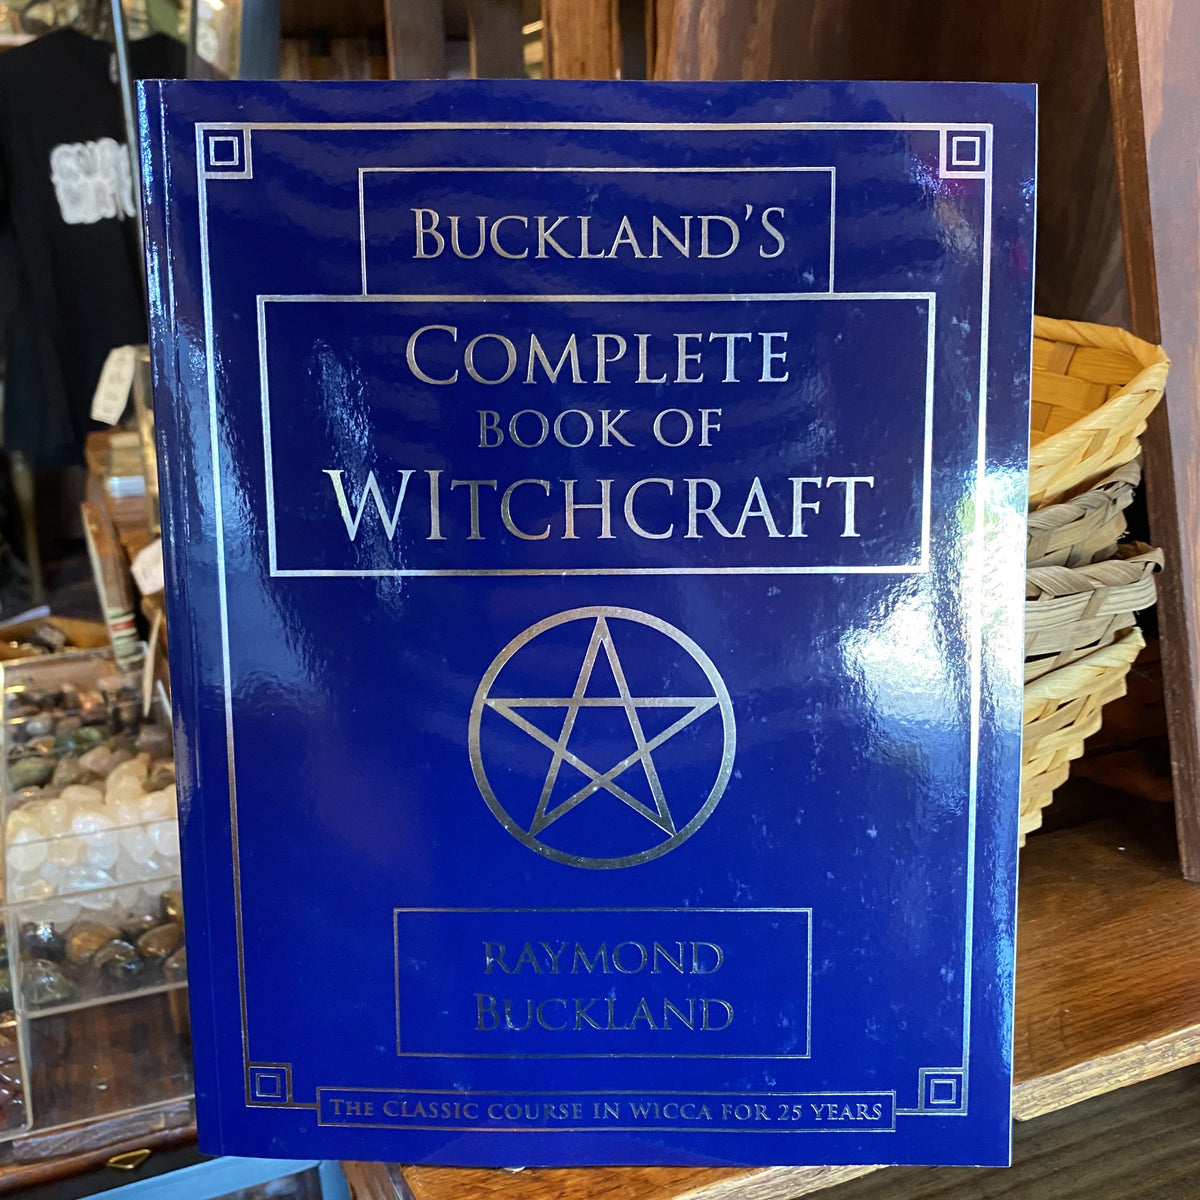 BUCKLAND'S
COMPLETE
BOOK OF
WITCHCRAFT
RAYMOND
BUCKLAND
THE CLASSIC COURSE IN WICCA FOR 25 YEARS